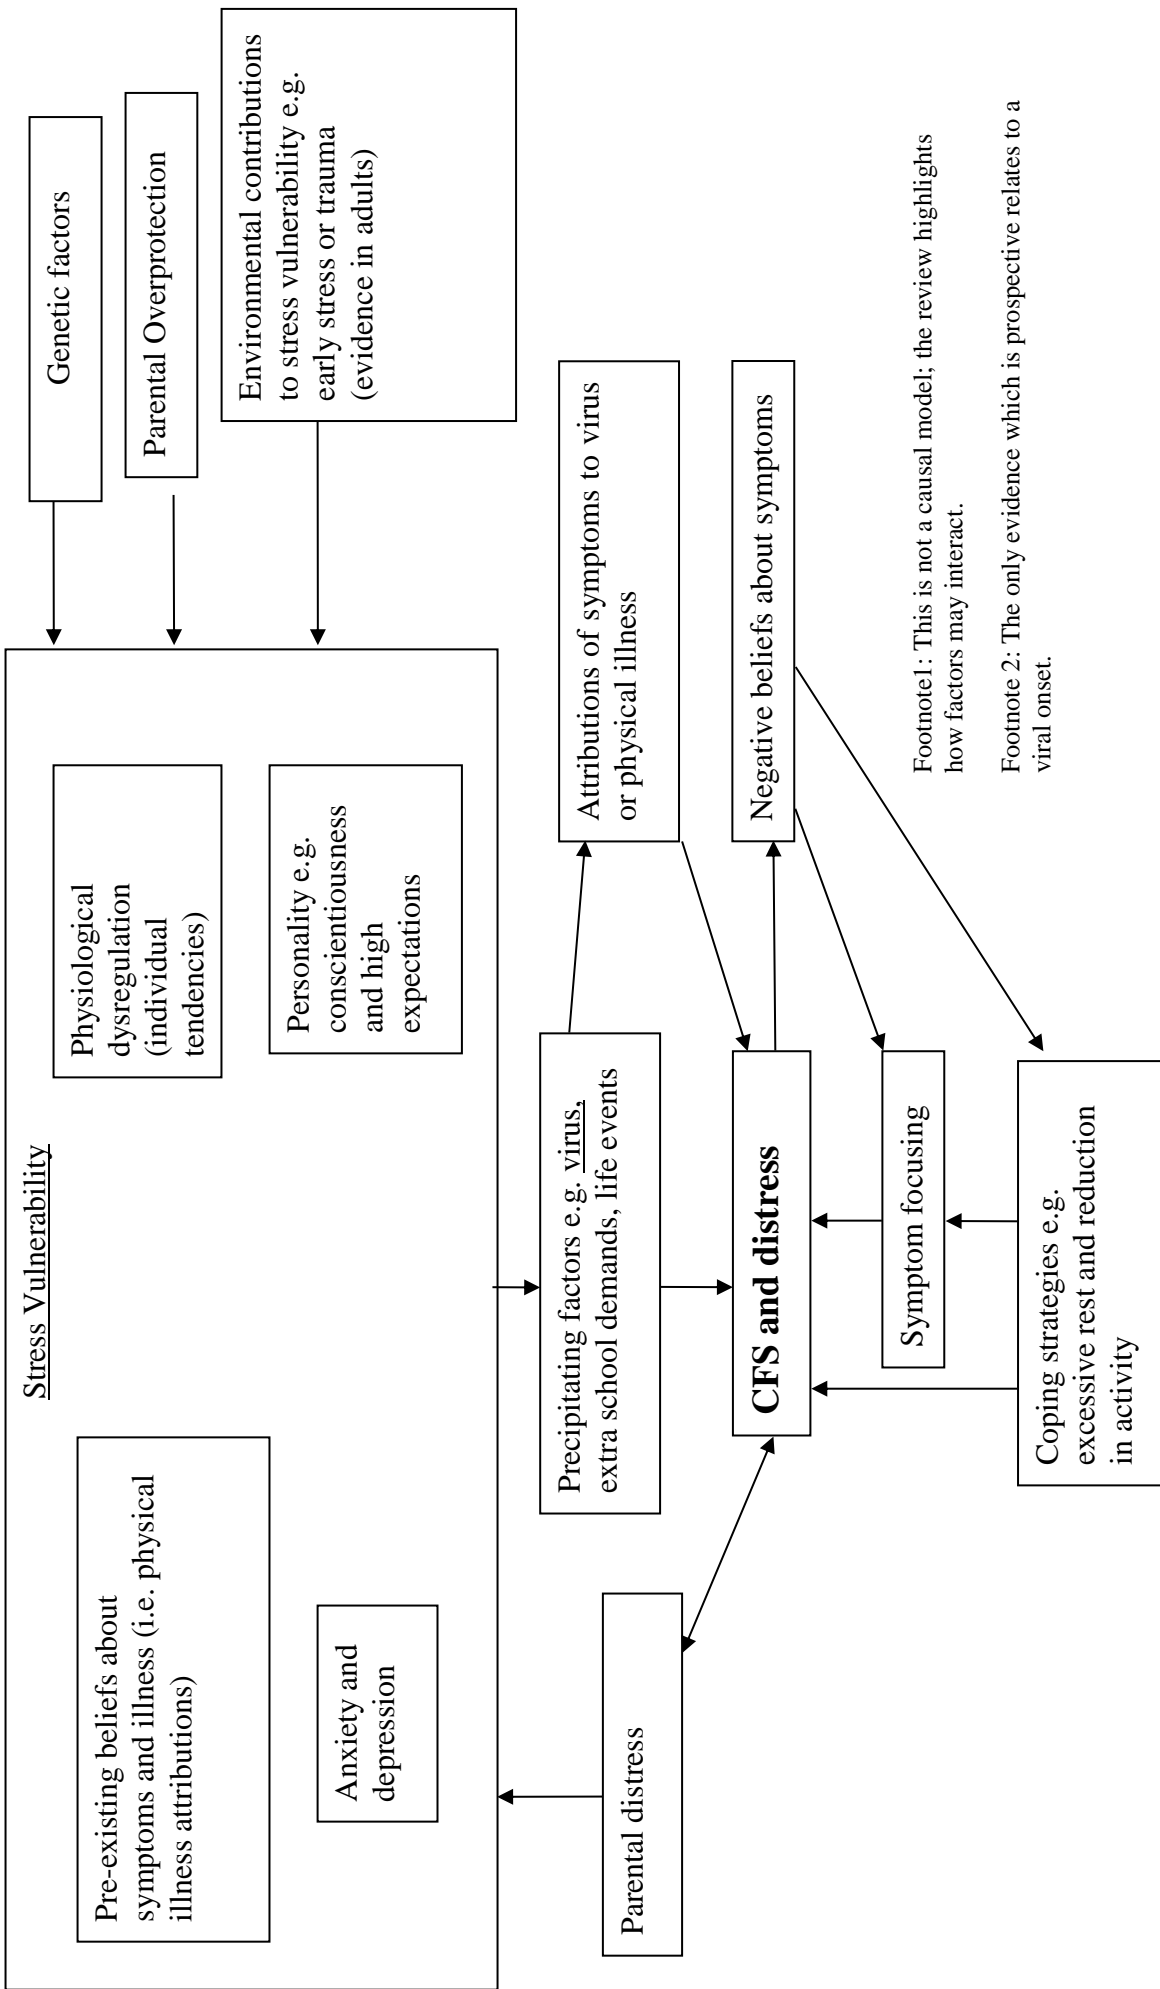 Stress Vulnerability
Pre-existing beliefs about
symptoms and illness (i.e. physical
illness attributions)
Physiological
dysregulation
(individual
tendencies)
Genetic factors
Parental Overprotection
Anxiety and
depression
Personality e.g.
conscientiousness
and high
expectations
Environmental contributions
to stress vulnerability e.g.
early stress or trauma
(evidence in adults)
Parental distress
Precipitating factors e.g. virus,
extra school demands, life events
Attributions of symptoms to virus
or physical illness
CFS and distress
Negative beliefs about symptoms
Symptom focusing
Coping strategies e.g.
excessive rest and reduction
in activity
Footnote1: This is not a causal model; the review highlights
how factors may interact.
Footnote 2: The only evidence which is prospective relates to a
viral onset.